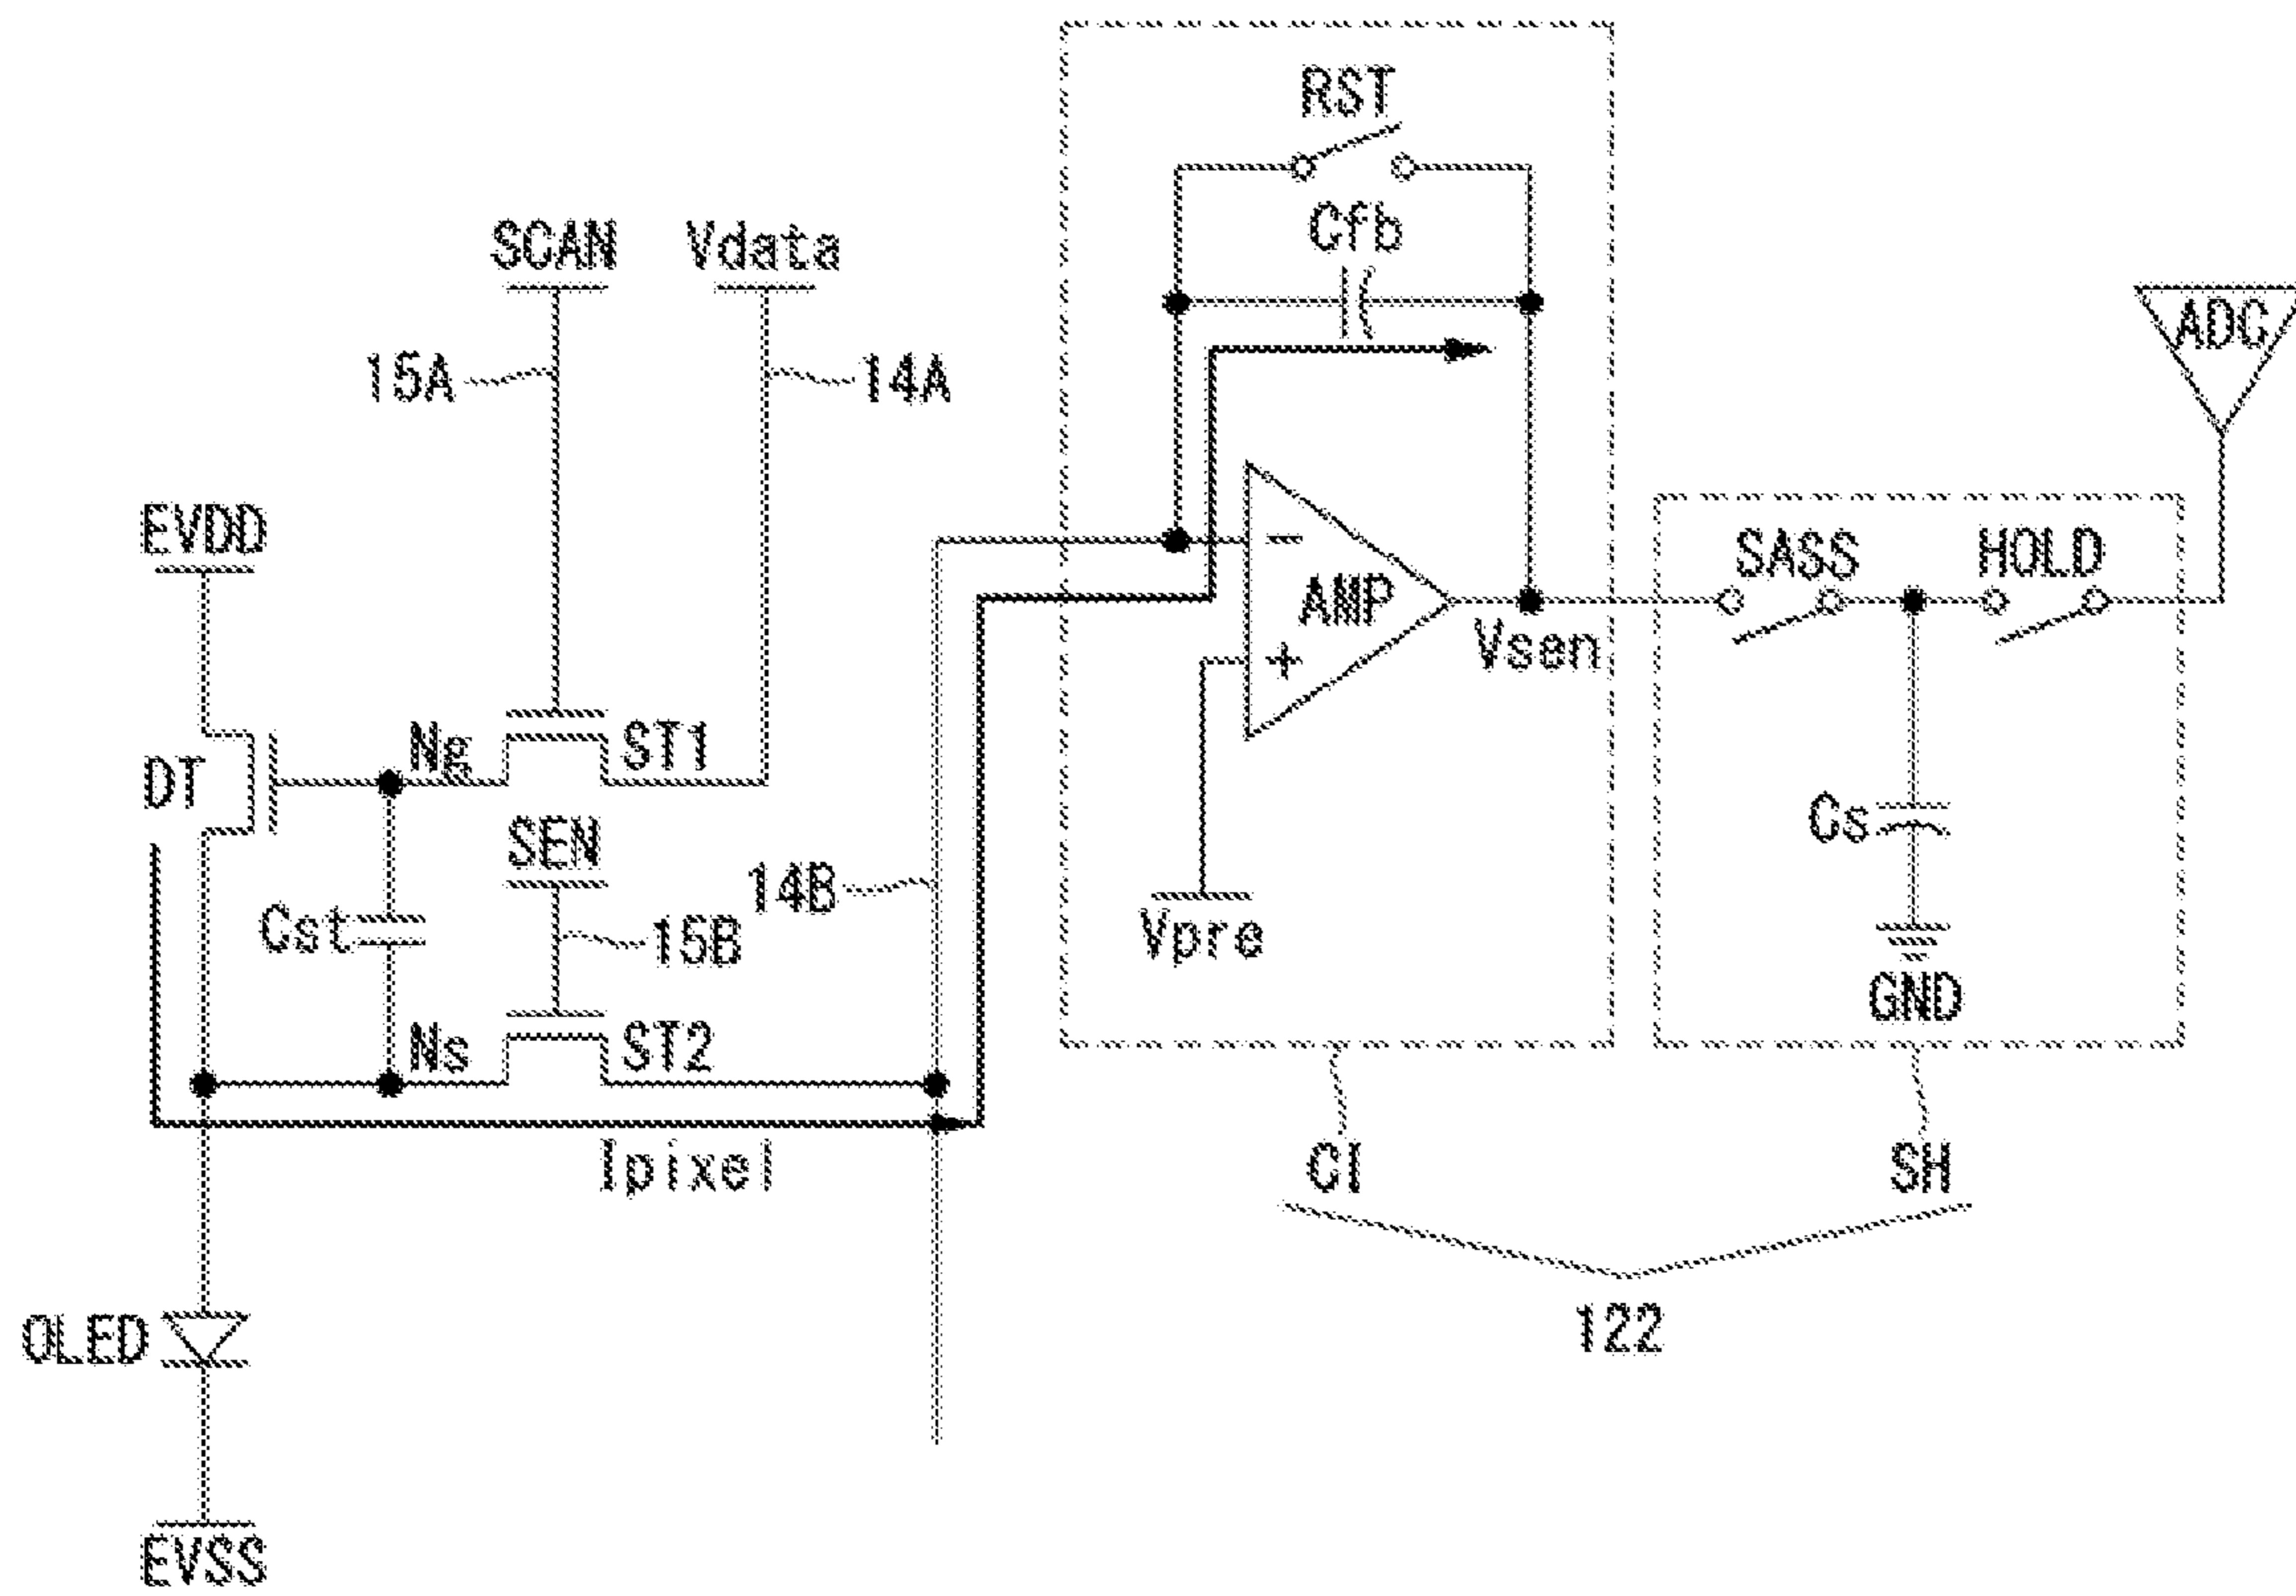 RST
Cfb
SCAN
Vdata
ADC
15A
14A
EVDD
-
SASS
HOLD
AMP
Vsen
+
Ng
ST1
DT
SEN
Cs
14B
Cst
15B
Vpre
GND
Ns
ST2
Ipixel
CI
SH
OLED
122
EVSS